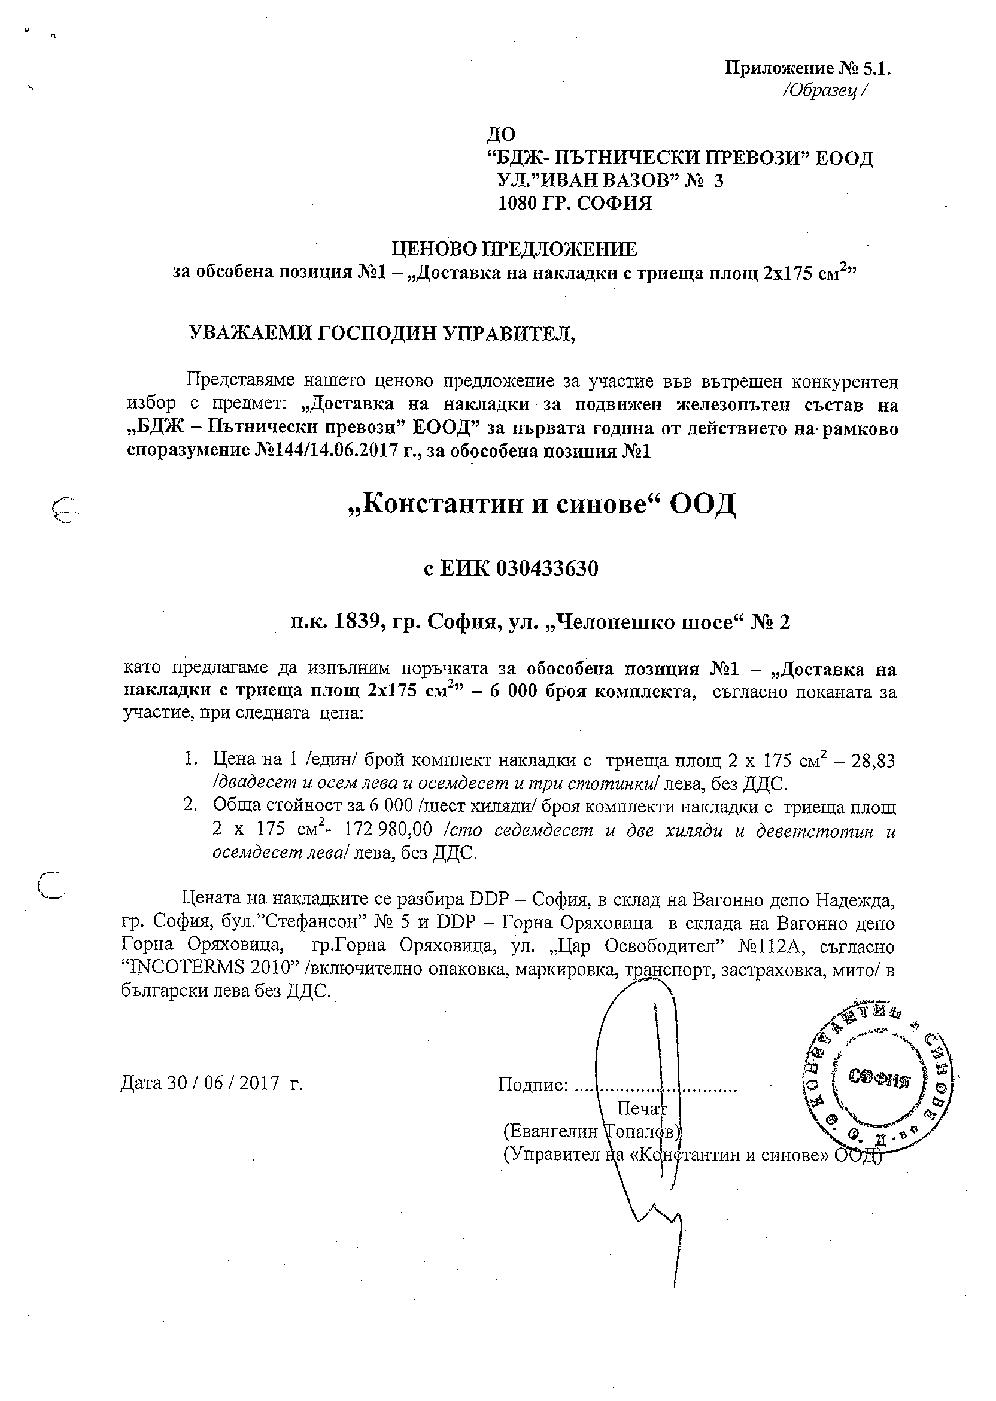 Приложение № 5.1.
/Образец /
ДО
“БДЖ- ПЪТНИЧЕСКИ ПРЕВОЗИ” ЕООД
УЛ.”ИВАН ВАЗОВ” № 3
1080 ГР. СОФИЯ
ЦЕНОВО ПРЕДЛОЖЕНИЕ
за обсобена позиция №1 – „Доставка на накладки с триеща площ 2х175 см²”
УВАЖАЕМИ ГОСПОДИН УПРАВИТЕЛ,
Представяме нашето ценово предложение за участие във вътрешен конкурентен
избор с предмет: „Доставка на накладки за подвижен железопътен състав на
„БДЖ – Пътнически превози” ЕООД” за първата година от действието на рамково
споразумение №144/14.06.2017 г., за обособена позиция №1
„Константин и синове“ ООД
с ЕИК 030433630
п.к. 1839, гр. София, ул. „Челопешко шосе“ № 2
като предлагаме да изпълним поръчката за обособена позиция №1 – „Доставка на
накладки с триеща площ 2х175 см²” – 6 000 броя комплекта, съгласно поканата за
участие, при следната цена:
1. Цена на 1 /един/ брой комплект накладки с триеща площ 2 х 175 см² – 28,83
/двадесет и осем лева и осемдесет и три стотинки/ лева, без ДДС.
2. Обща стойност за 6 000 /шест хиляди/ броя комплекти накладки с триеща площ
2 х 175 см²- 172 980,00 /сто седемдесет и две хиляди и деветстотин и
осемдесет лева/ лева, без ДДС.
Цената на накладките се разбира DDP – София, в склад на Вагонно депо Надежда,
гр. София, бул.”Стефансон” № 5 и DDP – Горна Оряховица в склада на Вагонно депо
Горна Оряховица, гр.Горна Оряховица, ул. „Цар Освободител” №112А, съгласно
“INCOTERMS 2010” /включително опаковка, маркировка, транспорт, застраховка, мито/ в
български лева без ДДС.
Дата 30 / 06 / 2017 г.
Подпис: ..............................
Печат
(Евангелин Топалов)
(Управител на «Константин и синове» ООД)
КОНСТАНТИН и СИНОВЕ
О. О. Д-во
СОФИЯ